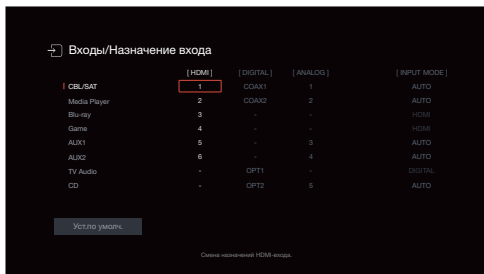 Входы/Назначение входа
[ HDMI ] [ DIGITAL ] [ ANALOG ] [ INPUT MODE ]
CBL/SAT 1 COAX1 1 AUTO
Media Player 2 COAX2 2 AUTO
Blu-ray 3 - - HDMI
Game 4 - - HDMI
AUX1 5 - 3 AUTO
AUX2 6 - 4 AUTO
TV Audio - OPT1 - DIGITAL
CD - OPT2 5 AUTO
Уст.по умолч.
Смена назначений HDMI-входа.